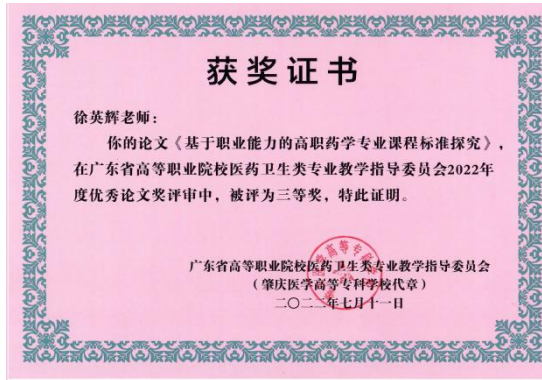 获奖证书
徐英辉老师：
你的论文《基于职业能力的高职药学专业课程标准探究》，
在广东省高等职业院校医药卫生类专业教学指导委员会2022年
度优秀论文奖评审中，被评为三等奖，特此证明。
广东省高等职业院校医药卫生类专业教学指导委员会
（肇庆医学高等专科学校代章）
二〇二二年七月十一日